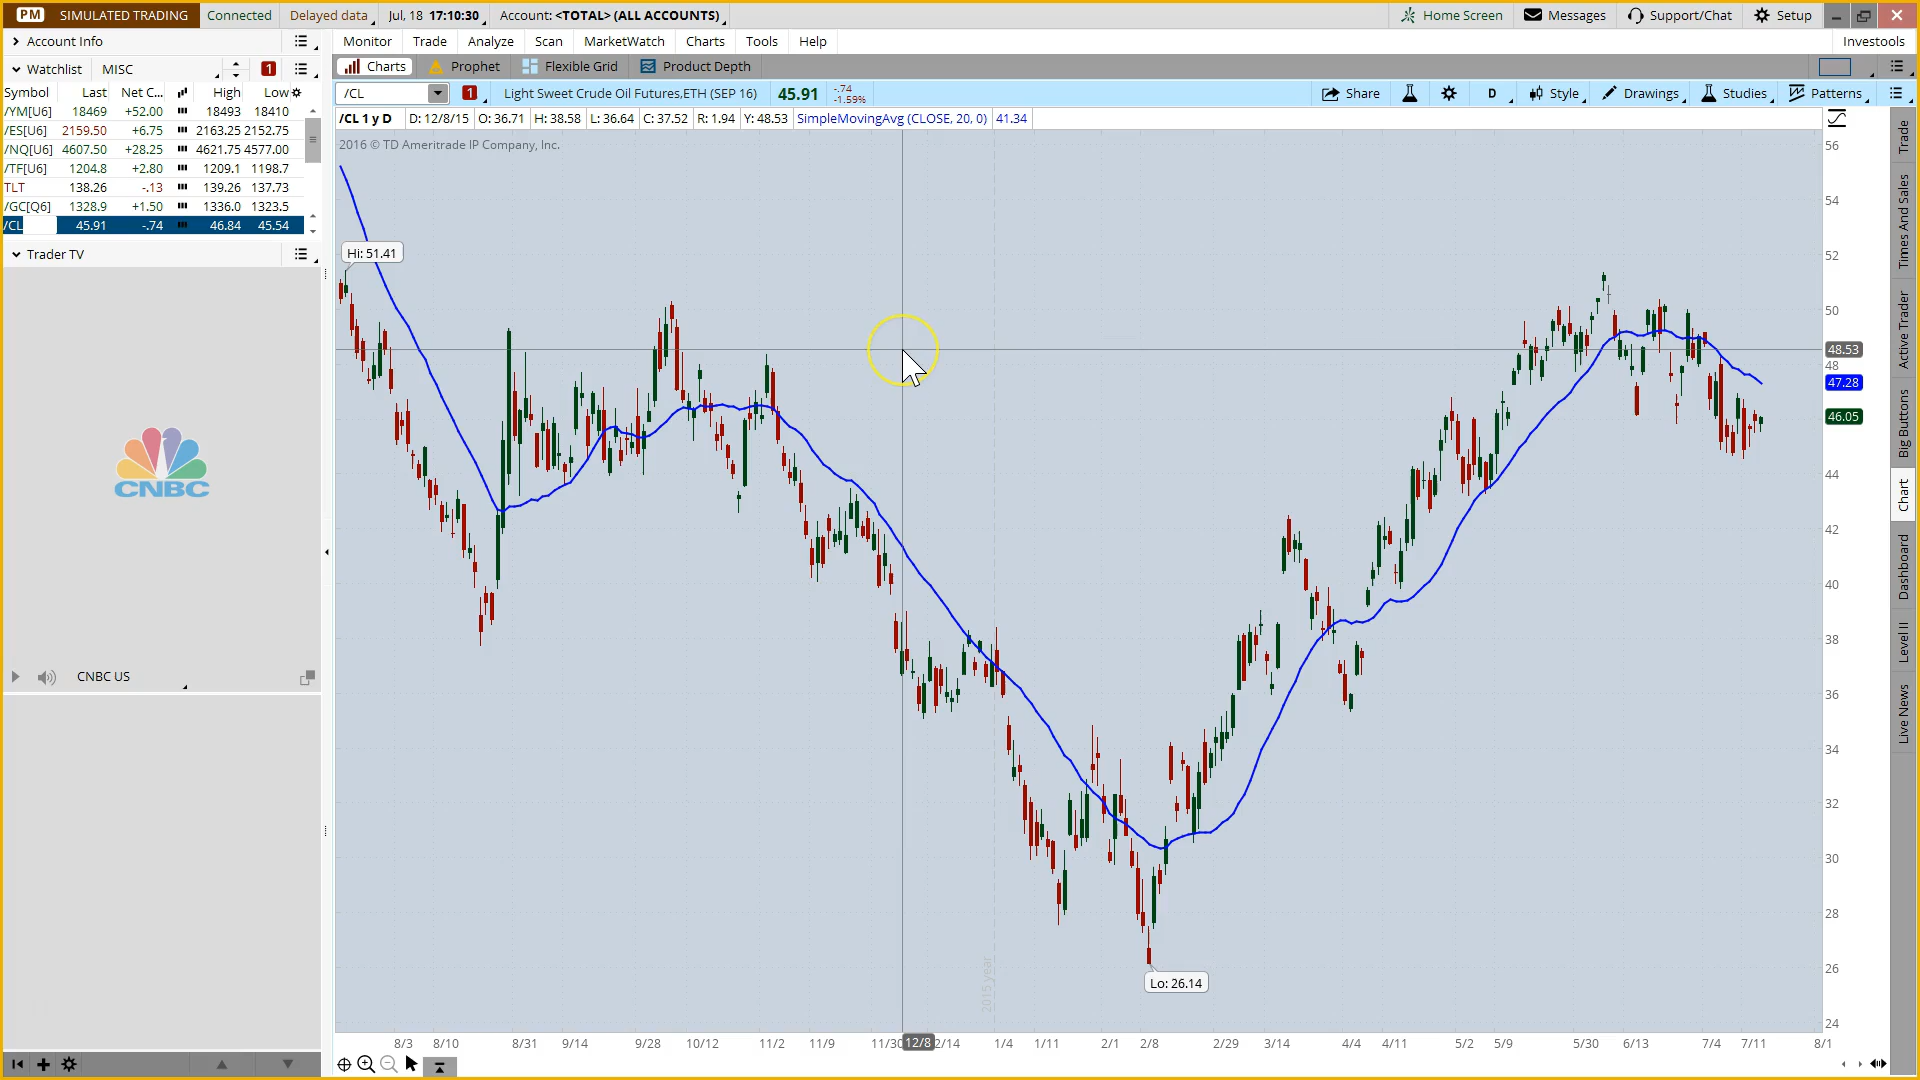 PM SIMULATED TRADING Connected Delayed data Jul, 18 17:10:30 Account: <TOTAL> (ALL ACCOUNTS) Home Screen Messages Support/Chat Setup
Account Info
Monitor Trade Analyze Scan MarketWatch Charts Tools Help Investools
Watchlist MISC 1
Charts Prophet Flexible Grid Product Depth
Symbol Last Net C... High Low
/YM[U6] 18469 +52.00 18493 18410
/ES[U6] 2159.50 +6.75 2163.25 2152.75
/NQ[U6] 4607.50 +28.25 4621.75 4577.00
/TF[U6] 1204.8 +2.80 1209.1 1198.7
TLT 138.26 -.13 139.26 137.73
/GC[Q6] 1328.9 +1.50 1336.0 1323.5
/CL 45.91 -.74 46.84 45.54
Trader TV
CNBC
CNBC US
/CL 1 Light Sweet Crude Oil Futures,ETH (SEP 16) 45.91 -.74 -1.59% Share D Style Drawings Studies Patterns
/CL 1 y D D: 12/8/15 O: 36.71 H: 38.58 L: 36.64 C: 37.52 R: 1.94 Y: 48.53 SimpleMovingAvg (CLOSE, 20, 0) 41.34
2016 © TD Ameritrade IP Company, Inc.
Hi: 51.41
Lo: 26.14
2015 year
56
54
52
50
48.53
48
47.28
46.05
44
42
40
38
36
34
32
30
28
26
24
8/3 8/10 8/31 9/14 9/28 10/12 11/2 11/9 11/30 12/8 2/14 1/4 1/11 2/1 2/8 2/29 3/14 4/4 4/11 5/2 5/9 5/30 6/13 7/4 7/11 8/1
Trade
Times And Sales
Active Trader
Big Buttons
Chart
Dashboard
Level II
Live News